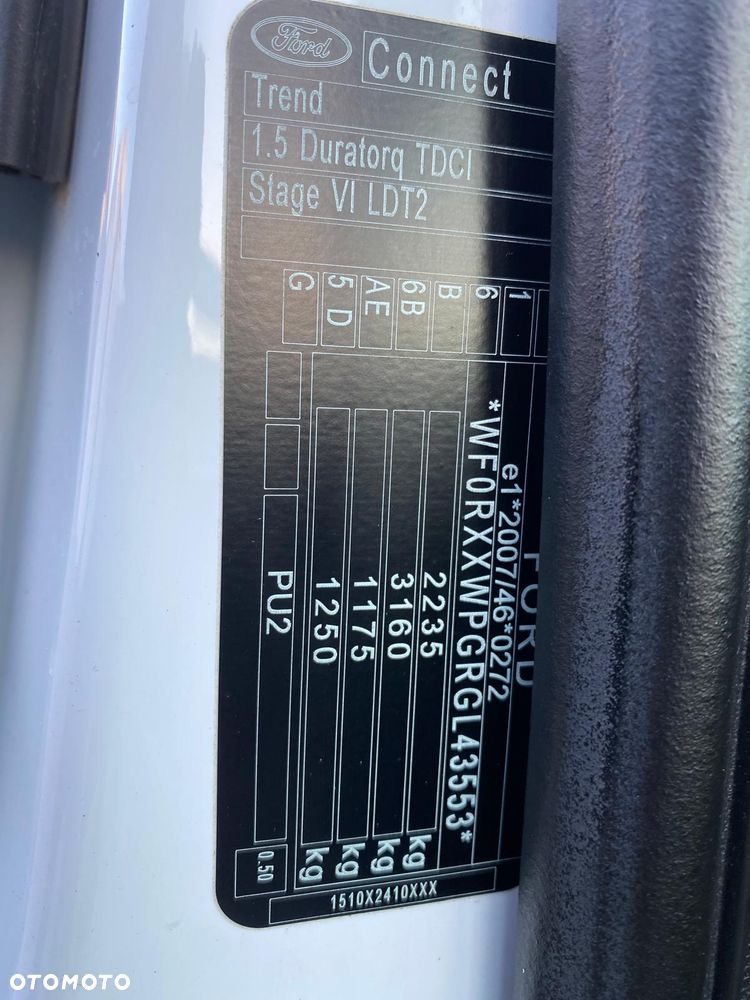 Ford
Connect
Trend
1.5 Duratorq TDCI
Stage VI LDT2
FORD
e1*2007/46*0272
*WF0RXXWPGRGL43553*
2235 kg
3160 kg
1175 kg
1250 kg
PU2
1
6
B
6B
AE
5 D
G
0.50
1510X2410XXX
OTOMOTO